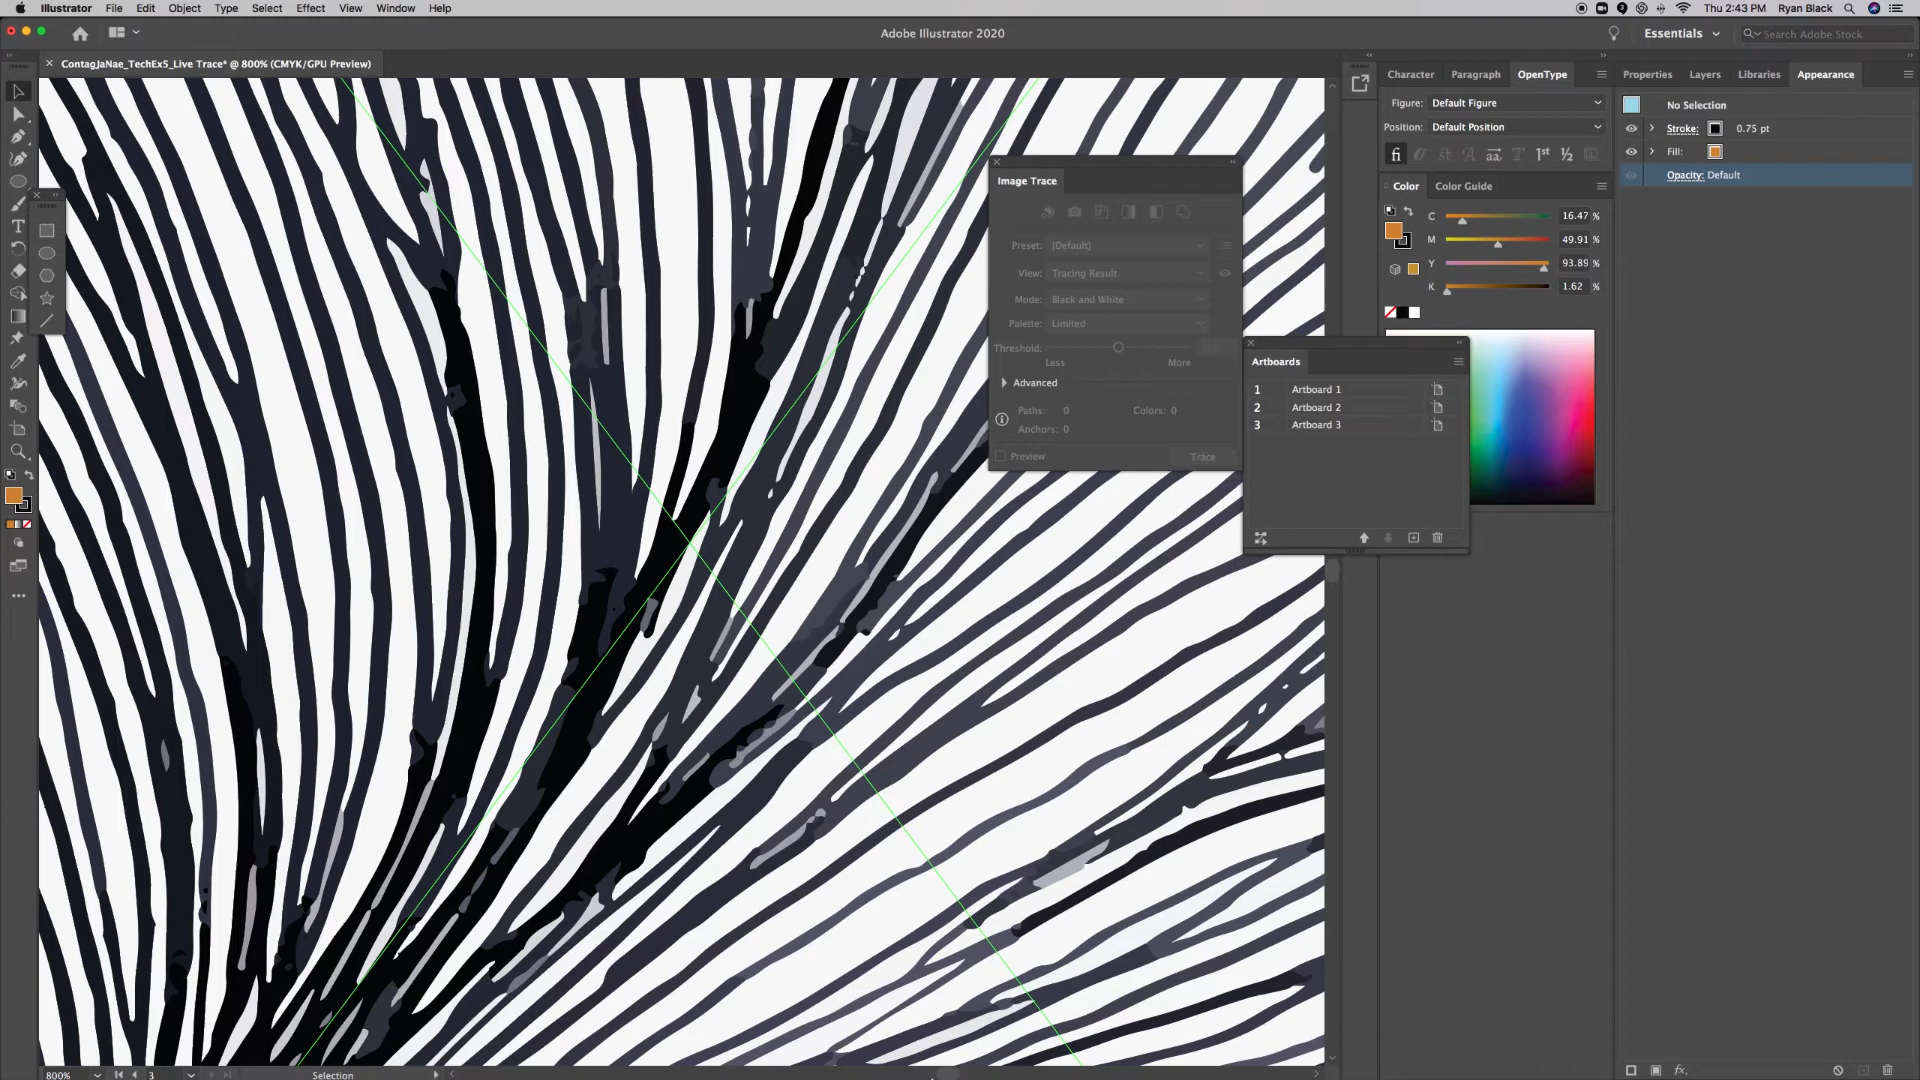 Illustrator File Edit Object Type Select Effect View Window Help
Thu 2:43 PM Ryan Black
Adobe Illustrator 2020
Essentials
Search Adobe Stock
× ContagJaNae_TechEx5_Live Trace* @ 800% (CMYK/GPU Preview)
Character Paragraph OpenType
Properties Layers Libraries Appearance
Figure: Default Figure
Position: Default Position
No Selection
Stroke: 0.75 pt
Fill:
Opacity: Default
Color Color Guide
C 16.47 %
M 49.91 %
Y 93.89 %
K 1.62 %
Image Trace
Preset: [Default]
View: Tracing Result
Mode: Black and White
Palette: Limited
Threshold:
Less More
Advanced
Paths: 0 Colors: 0
Anchors: 0
Preview Trace
Artboards
1 Artboard 1
2 Artboard 2
3 Artboard 3
800% 3 Selection